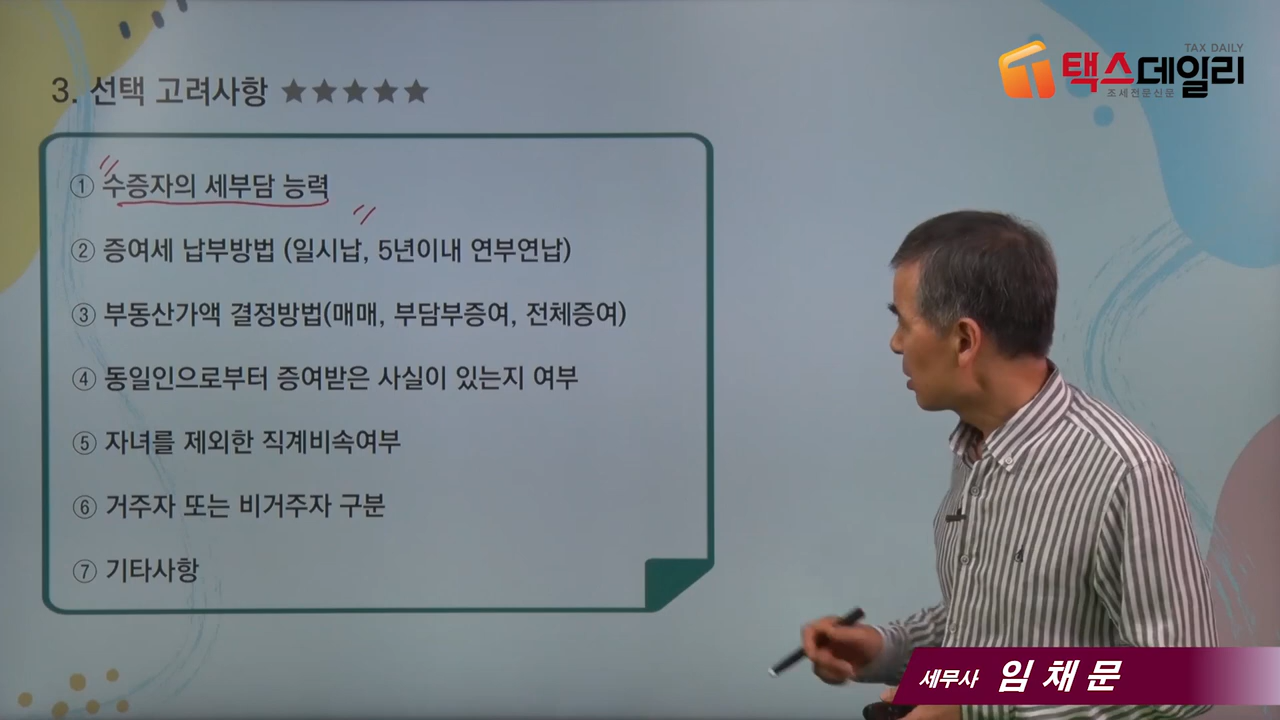 TAX DAILY
택스데일리
조세전문신문
3. 선택 고려사항 ★★★★★
① 수증자의 세부담 능력
② 증여세 납부방법 (일시납, 5년이내 연부연납)
③ 부동산가액 결정방법(매매, 부담부증여, 전체증여)
④ 동일인으로부터 증여받은 사실이 있는지 여부
⑤ 자녀를 제외한 직계비속여부
⑥ 거주자 또는 비거주자 구분
⑦ 기타사항
세무사 임채문